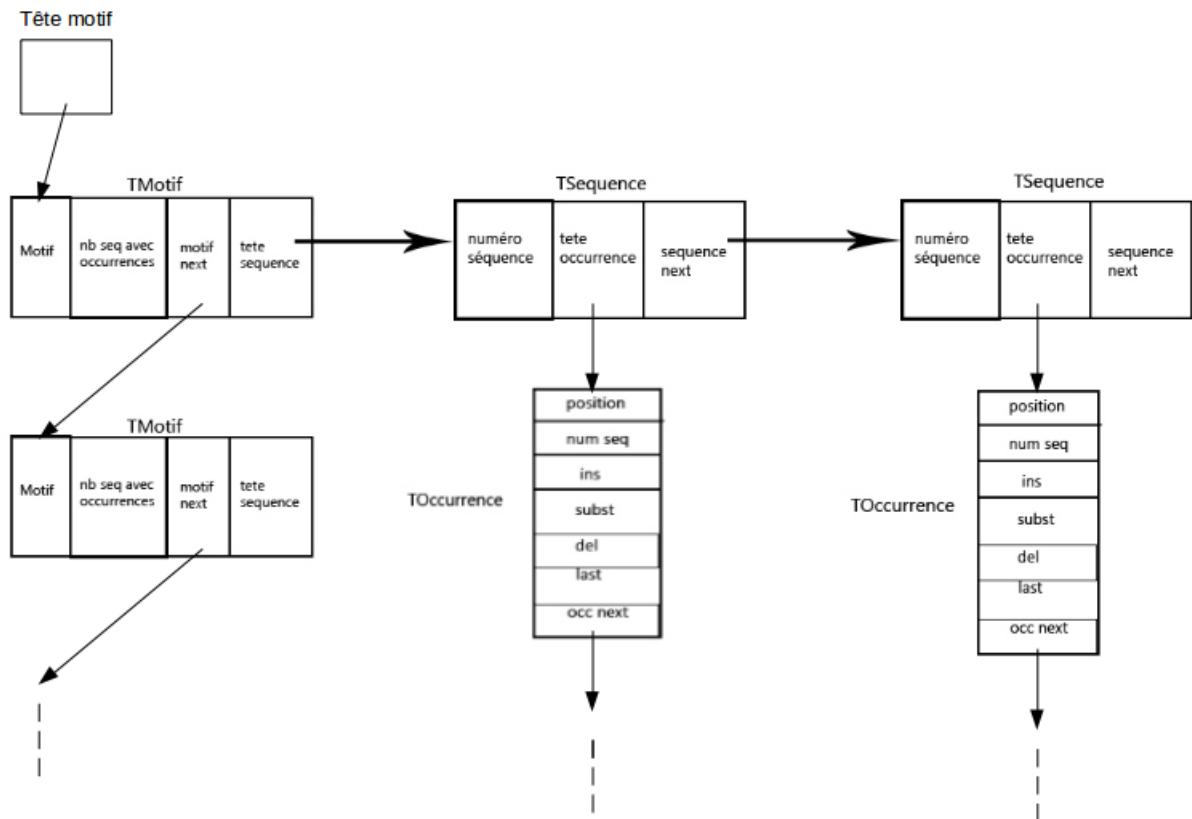 Tête motif
TMotif
Motif
nb seq avec
occurrences
motif
next
tete
sequence
TSequence
numéro
séquence
tete
occurrence
sequence
next
TSequence
numéro
séquence
tete
occurrence
sequence
next
TMotif
Motif
nb seq avec
occurrences
motif
next
tete
sequence
TOccurrence
position
num seq
ins
subst
del
last
occ next
TOccurrence
position
num seq
ins
subst
del
last
occ next